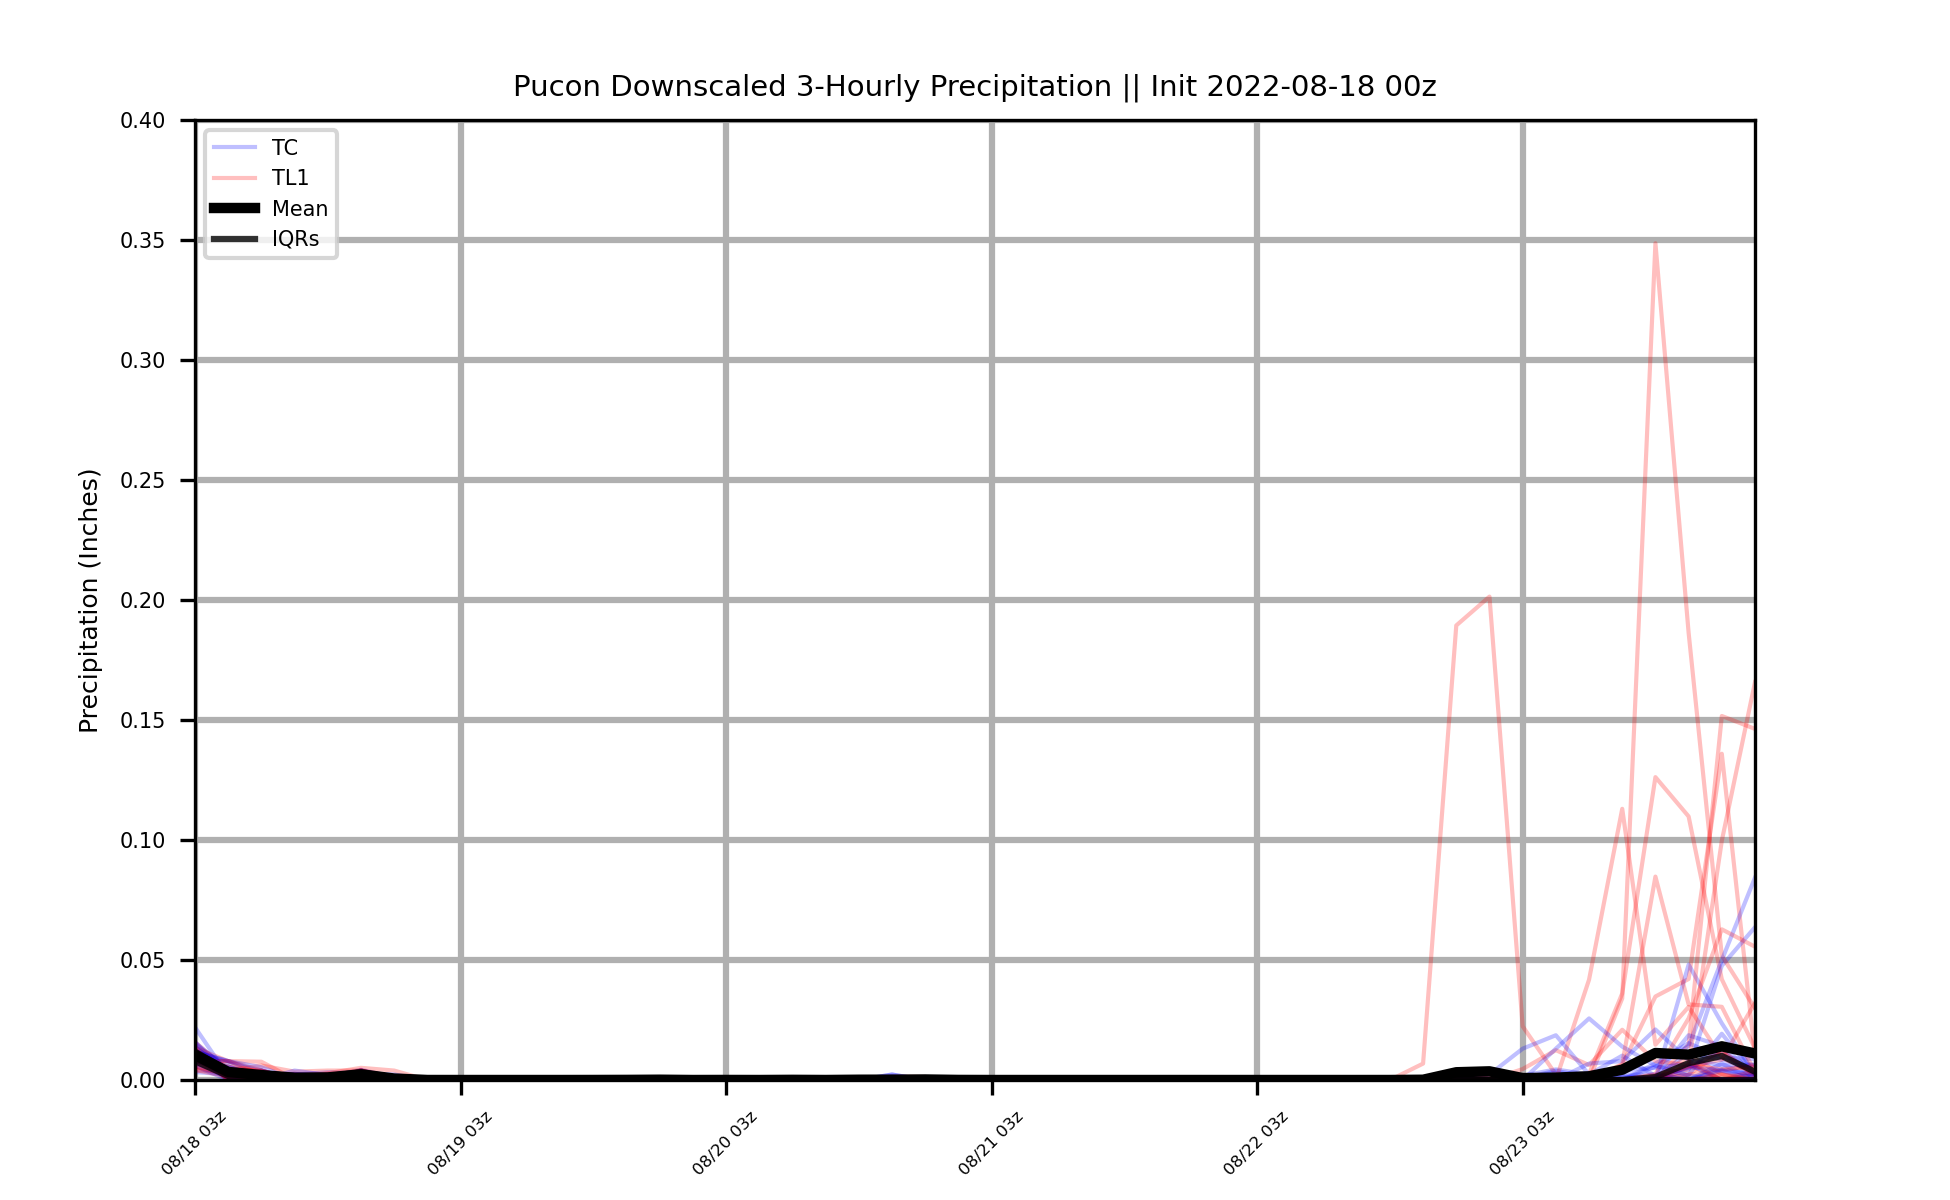 Pucon Downscaled 3-Hourly Precipitation || Init 2022-08-18 00z
TC
TL1
Mean
IQRs
Precipitation (Inches)
0.40
0.35
0.30
0.25
0.20
0.15
0.10
0.05
0.00
08/18 03z
08/19 03z
08/20 03z
08/21 03z
08/22 03z
08/23 03z